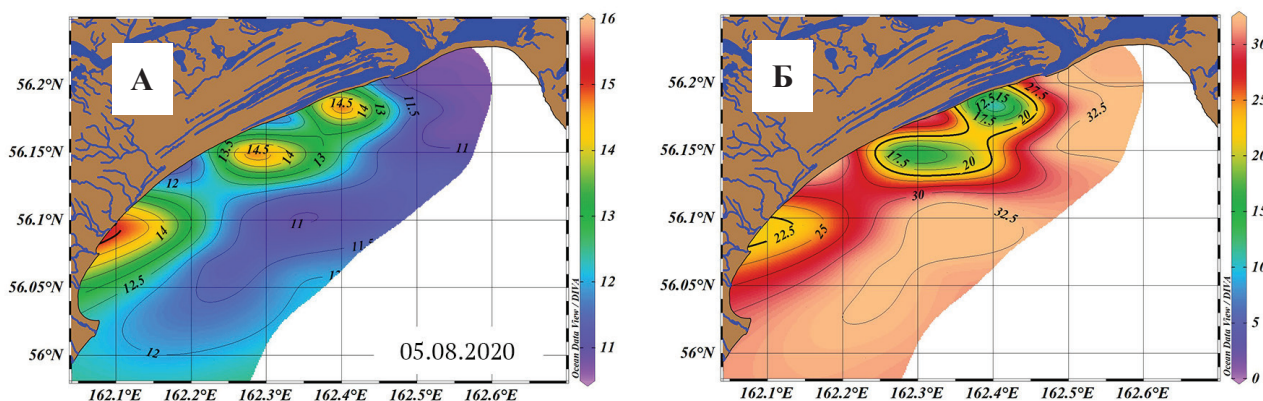 А
16
15
14
13
12
11
56.2°N
56.15°N
56.1°N
56.05°N
56°N
162.1°E
162.2°E
162.3°E
162.4°E
162.5°E
162.6°E
14.5
14
13
11.5
11
13.5
14.5
14
13
12
14
12.5
11
11.5
12
12
05.08.2020
Ocean Data View / DIVA
Б
30
25
20
15
10
5
0
56.2°N
56.15°N
56.1°N
56.05°N
56°N
162.1°E
162.2°E
162.3°E
162.4°E
162.5°E
162.6°E
27.5
12.5
15
17.5
20
32.5
17.5
20
30
32.5
22.5
25
Ocean Data View / DIVA